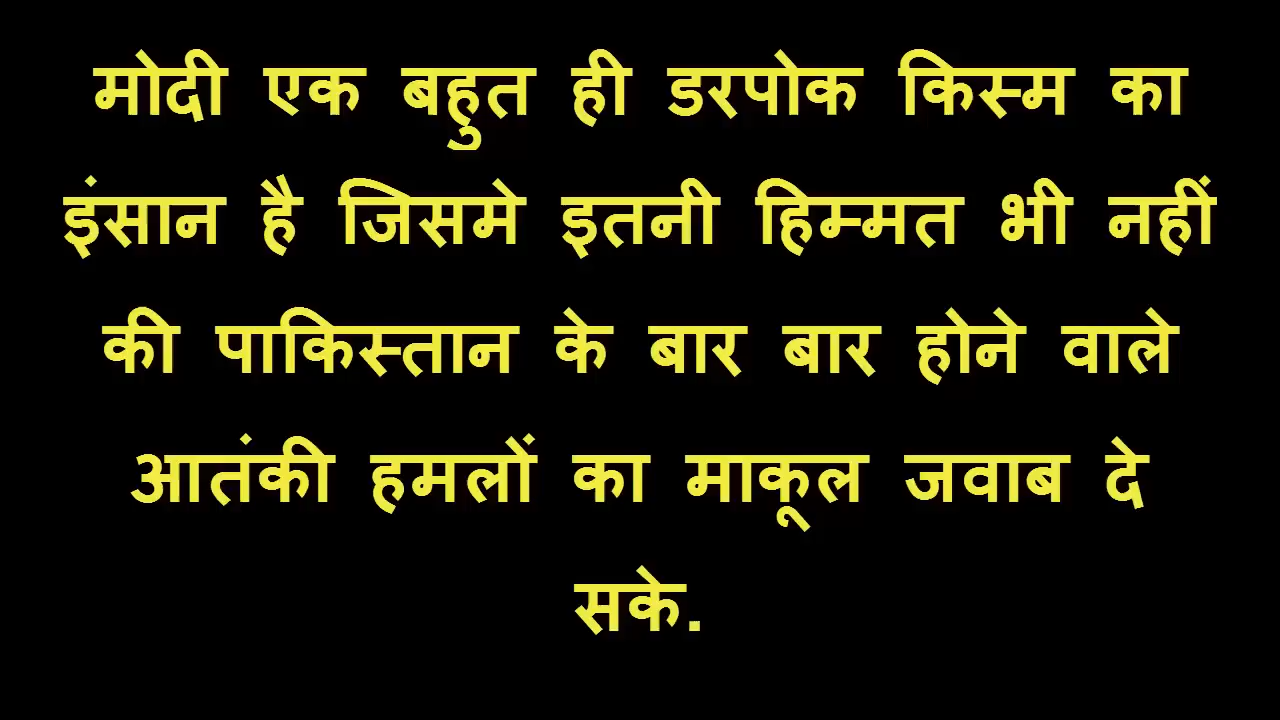 मोदी एक बहुत ही डरपोक किस्म का
इंसान है जिसमे इतनी हिम्मत भी नहीं
की पाकिस्तान के बार बार होने वाले
आतंकी हमलों का माकूल जवाब दे
सके.